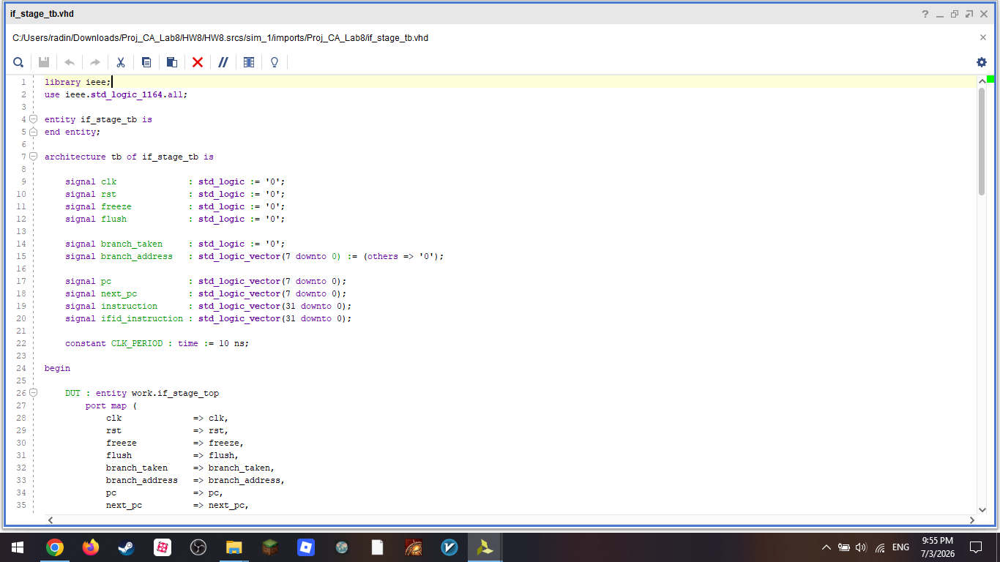 if_stage_tb.vhd
C:/Users/radin/Downloads/Proj_CA_Lab8/HW8/HW8.srcs/sim_1/imports/Proj_CA_Lab8/if_stage_tb.vhd
1 library ieee;
2 use ieee.std_logic_1164.all;
3
4 entity if_stage_tb is
5 end entity;
6
7 architecture tb of if_stage_tb is
8
9     signal clk              : std_logic := '0';
10     signal rst              : std_logic := '0';
11     signal freeze           : std_logic := '0';
12     signal flush            : std_logic := '0';
13
14     signal branch_taken     : std_logic := '0';
15     signal branch_address   : std_logic_vector(7 downto 0) := (others => '0');
16
17     signal pc               : std_logic_vector(7 downto 0);
18     signal next_pc          : std_logic_vector(7 downto 0);
19     signal instruction      : std_logic_vector(31 downto 0);
20     signal ifid_instruction : std_logic_vector(31 downto 0);
21
22     constant CLK_PERIOD : time := 10 ns;
23
24 begin
25
26     DUT : entity work.if_stage_top
27         port map (
28             clk              => clk,
29             rst              => rst,
30             freeze           => freeze,
31             flush            => flush,
32             branch_taken     => branch_taken,
33             branch_address   => branch_address,
34             pc               => pc,
35             next_pc          => next_pc,
ENG
9:55 PM
7/3/2026